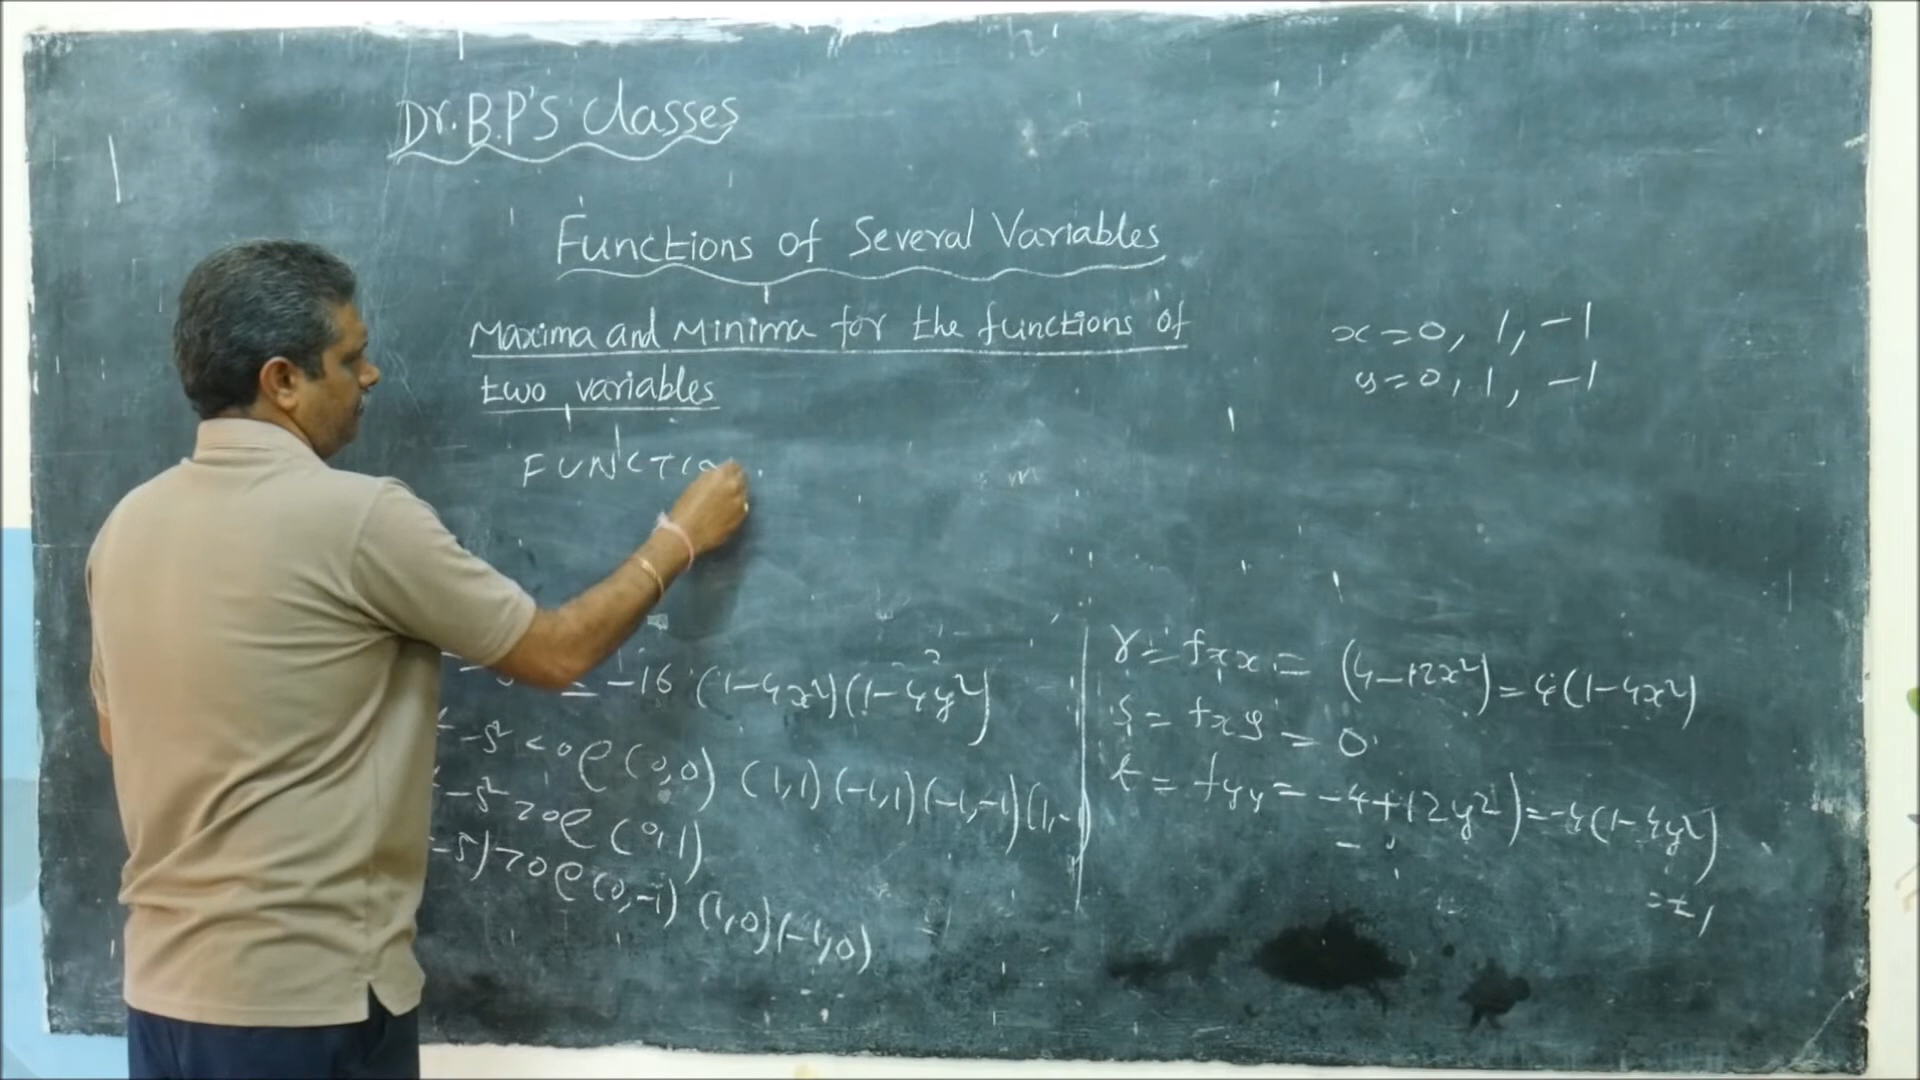 Dr.B.P'S Classes
Functions of Several Variables
Maxima and Minima for the functions of
two variables
FUNCTIO
x=0, 1, -1
y=0, 1, -1
= -16 (1-4x²)(1-4y²)
-s² <0 @ (0,0) (1,1) (-1,1) (-1,-1) (1,-
-s² >0 @ (0,1)
-s) >0 @ (0,-1) (1,0) (-1,0)
r = fxx = (4-12x²) = 4(1-4x²)
s = fxy = 0
t = fyy = -4+12y²) = -4(1-4y²)
= t,